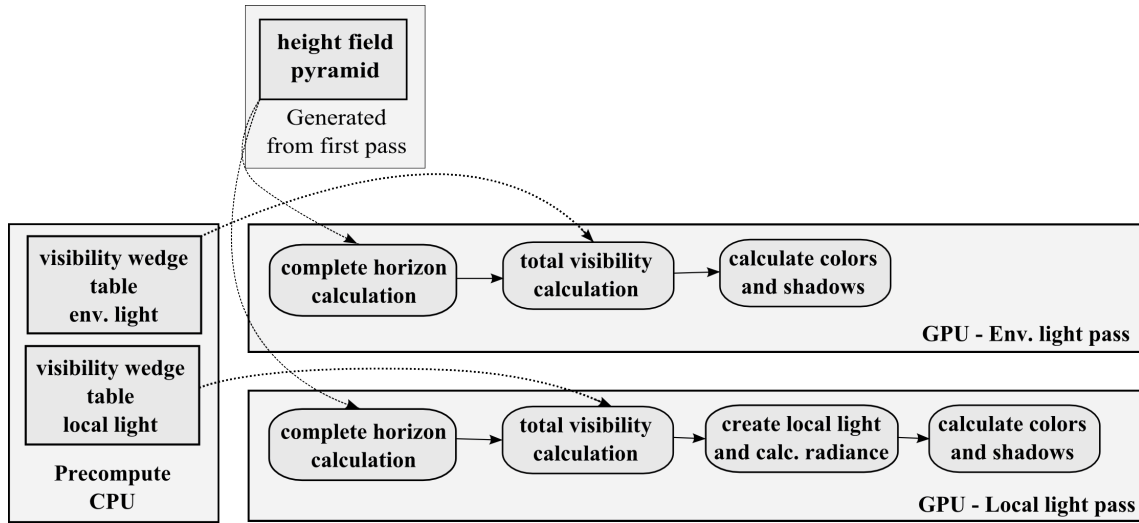 height field
pyramid
Generated
from first pass
visibility wedge
table
env. light
visibility wedge
table
local light
Precompute
CPU
complete horizon
calculation
total visibility
calculation
calculate colors
and shadows
GPU - Env. light pass
complete horizon
calculation
total visibility
calculation
create local light
and calc. radiance
calculate colors
and shadows
GPU - Local light pass